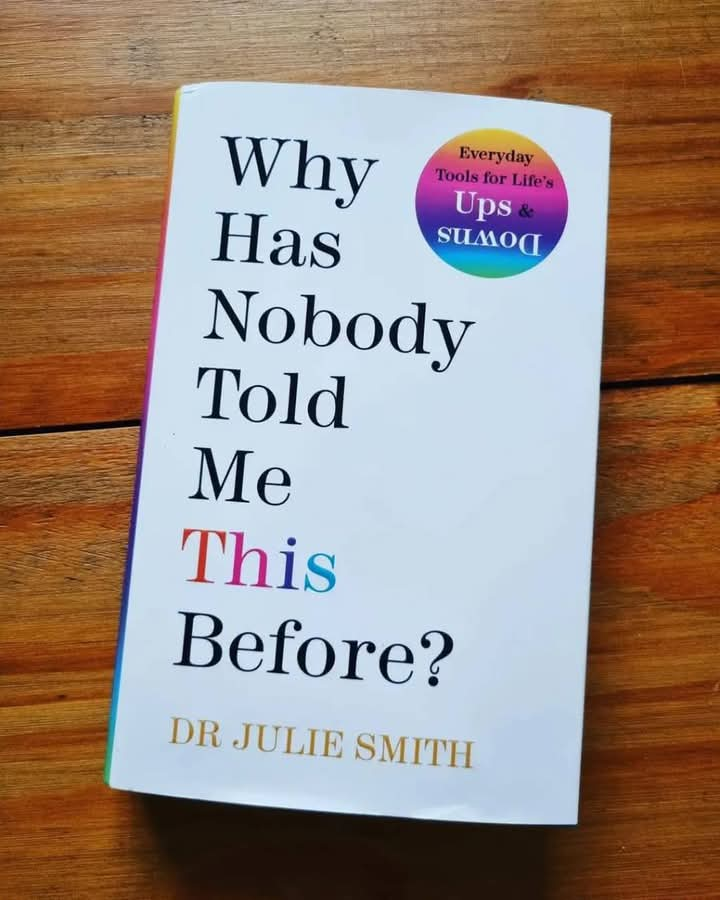 Why
Has
Nobody
Told
Me
This
Before?
Everyday
Tools for Life's
Ups &
Downs
DR JULIE SMITH